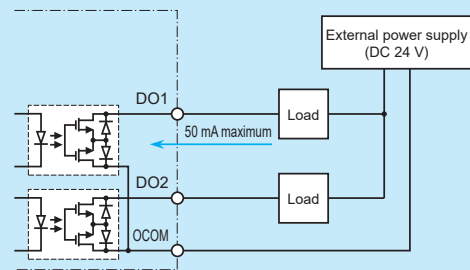 External power supply
(DC 24 V)
DO1
Load
50 mA maximum
DO2
Load
OCOM